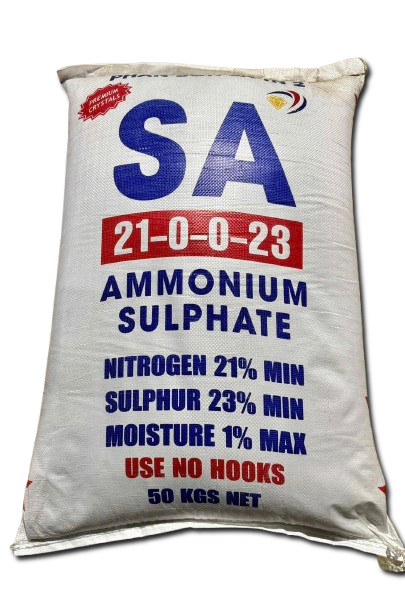 PREMIUM
CRYSTALS
SA
21-0-0-23
AMMONIUM
SULPHATE
NITROGEN 21% MIN
SULPHUR 23% MIN
MOISTURE 1% MAX
USE NO HOOKS
50 KGS NET